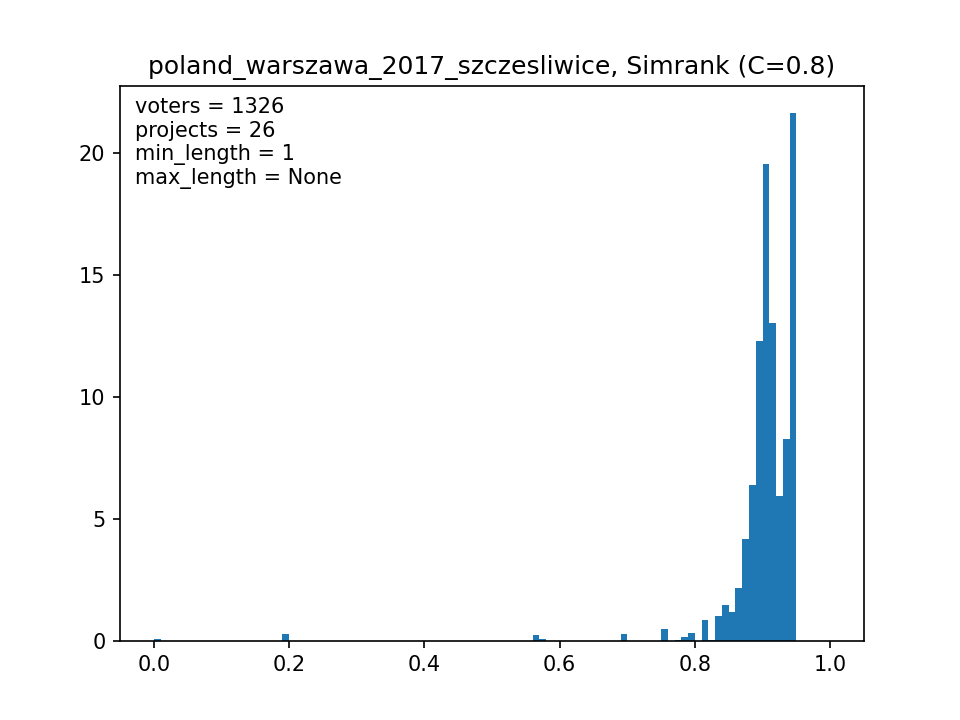 poland_warszawa_2017_szczesliwice, Simrank (C=0.8)
voters = 1326
projects = 26
min_length = 1
max_length = None
20
15
10
5
0
0.0 0.2 0.4 0.6 0.8 1.0